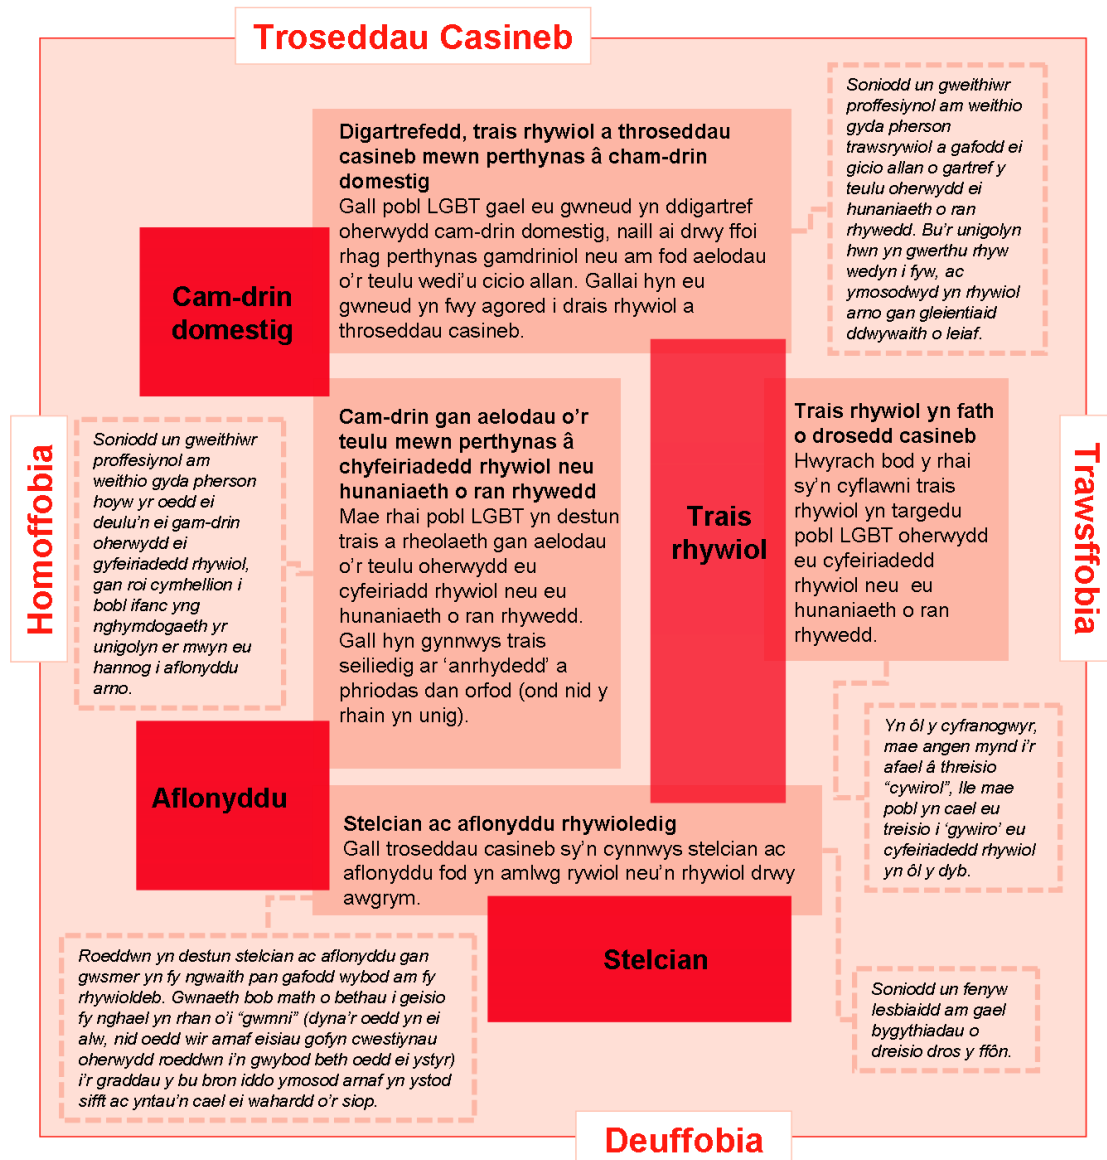 Troseddau Casineb
Soniodd un gweithiwr
proffesiynol am weithio
gyda pherson
trawsrywiol a gafodd ei
gicio allan o gartref y
teulu oherwydd ei
hunaniaeth o ran
rhywedd. Bu’r unigolyn
hwn yn gwerthu rhyw
wedyn i fyw, ac
ymosodwyd yn rhywiol
arno gan gleientiaid
ddwywaith o leiaf.
Digartrefedd, trais rhywiol a throseddau
casineb mewn perthynas â cham-drin
domestig
Gall pobl LGBT gael eu gwneud yn ddigartref
oherwydd cam-drin domestig, naill ai drwy ffoi
rhag perthynas gamdriniol neu am fod aelodau
o’r teulu wedi’u cicio allan. Gallai hyn eu
gwneud yn fwy agored i drais rhywiol a
throseddau casineb.
Cam-drin
domestig
Homoffobia
Soniodd un gweithiwr
proffesiynol am
weithio gyda pherson
hoyw yr oedd ei
deulu’n ei gam-drin
oherwydd ei
gyfeiriadedd rhywiol,
gan roi cymhellion i
bobl ifanc yng
nghymdogaeth yr
unigolyn er mwyn eu
hannog i aflonyddu
arno.
Cam-drin gan aelodau o’r
teulu mewn perthynas â
chyfeiriadedd rhywiol neu
hunaniaeth o ran rhywedd
Mae rhai pobl LGBT yn destun
trais a rheolaeth gan aelodau
o’r teulu oherwydd eu
cyfeiriadd rhywiol neu eu
hunaniaeth o ran rhywedd.
Gall hyn gynnwys trais
seiliedig ar ‘anrhydedd’ a
phriodas dan orfod (ond nid y
rhain yn unig).
Trais
rhywiol
Trais rhywiol yn fath
o drosedd casineb
Hwyrach bod y rhai
sy’n cyflawni trais
rhywiol yn targedu
pobl LGBT oherwydd
eu cyfeiriadedd
rhywiol neu eu
hunaniaeth o ran
rhywedd.
Trawsffobia
Yn ôl y cyfranogwyr,
mae angen mynd i’r
afael â threisio
“cywirol”, lle mae
pobl yn cael eu
treisio i ‘gywiro’ eu
cyfeiriadedd rhywiol
yn ôl y dyb.
Aflonyddu
Stelcian ac aflonyddu rhywioledig
Gall troseddau casineb sy’n cynnwys stelcian ac
aflonyddu fod yn amlwg rywiol neu’n rhywiol drwy
awgrym.
Stelcian
Roeddwn yn destun stelcian ac aflonyddu gan
gwsmer yn fy ngwaith pan gafodd wybod am fy
rhywioldeb. Gwnaeth bob math o bethau i geisio
fy nghael yn rhan o’i “gwmni” (dyna’r oedd yn ei
alw, nid oedd wir arnaf eisiau gofyn cwestiynau
oherwydd roeddwn i’n gwybod beth oedd ei ystyr)
i’r graddau y bu bron iddo ymosod arnaf yn ystod
sifft ac yntau’n cael ei wahardd o’r siop.
Soniodd un fenyw
lesbiaidd am gael
bygythiadau o
dreisio dros y ffôn.
Deuffobia